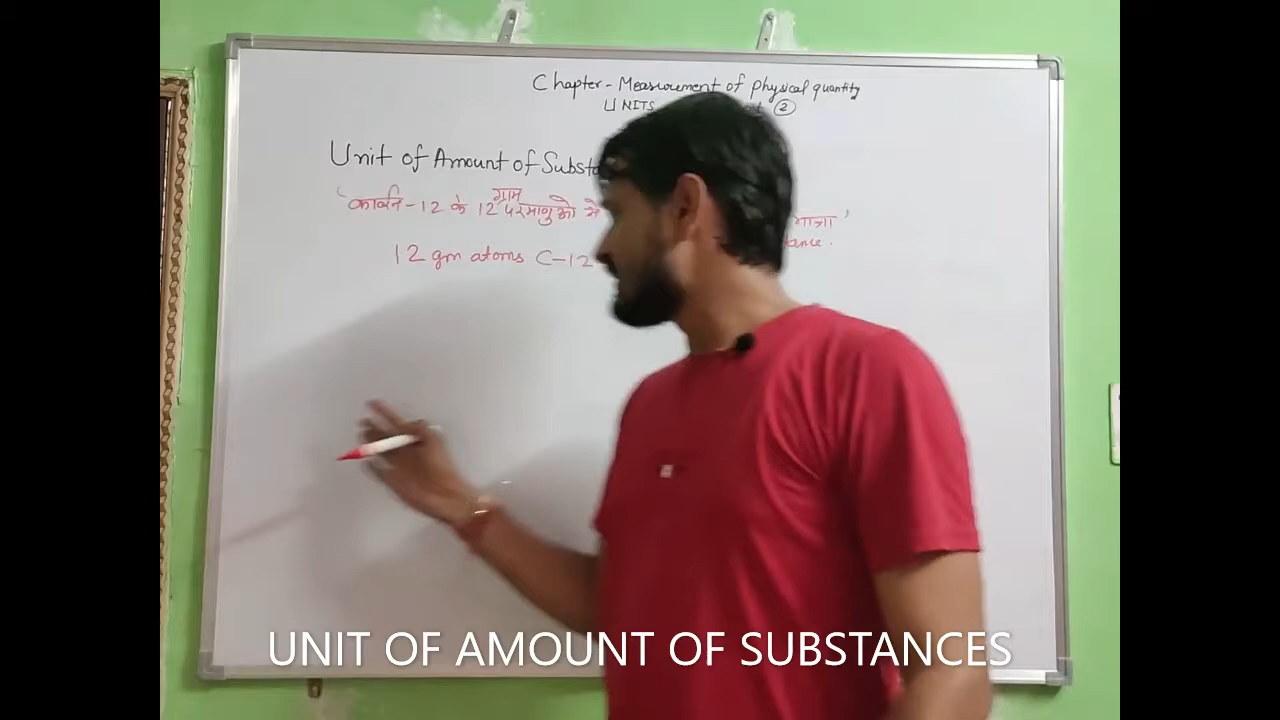 Chapter - Measurement of Physical quantity
UNITS ②
Unit of Amount of Substa
कार्बन - 12 के 12 ग्राम परमाणुओ मे मात्रा'
12 gm atoms C-12 tance.
UNIT OF AMOUNT OF SUBSTANCES